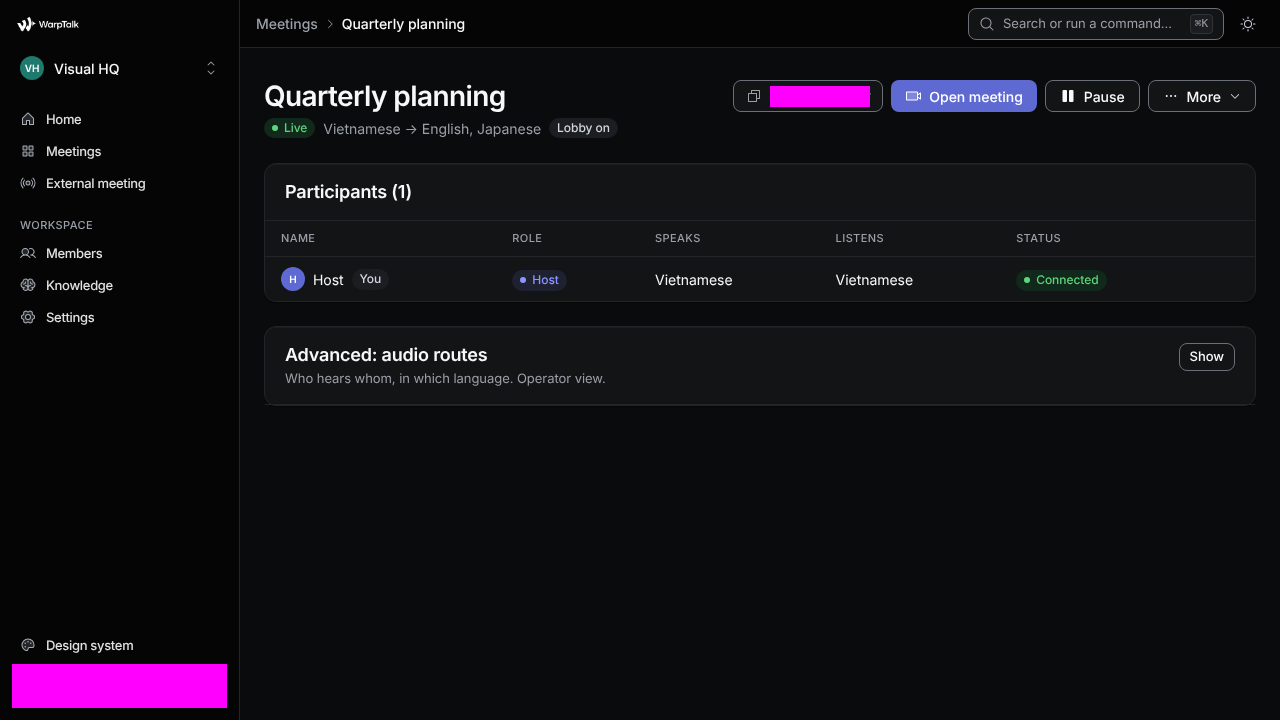 WarpTalk
VH Visual HQ
Home
Meetings
External meeting
WORKSPACE
Members
Knowledge
Settings
Design system
Meetings > Quarterly planning
Search or run a command... ⌘K
Quarterly planning
Open meeting
Pause
More
Live Vietnamese → English, Japanese Lobby on
Participants (1)
NAME ROLE SPEAKS LISTENS STATUS
H Host You Host Vietnamese Vietnamese Connected
Advanced: audio routes
Who hears whom, in which language. Operator view.
Show